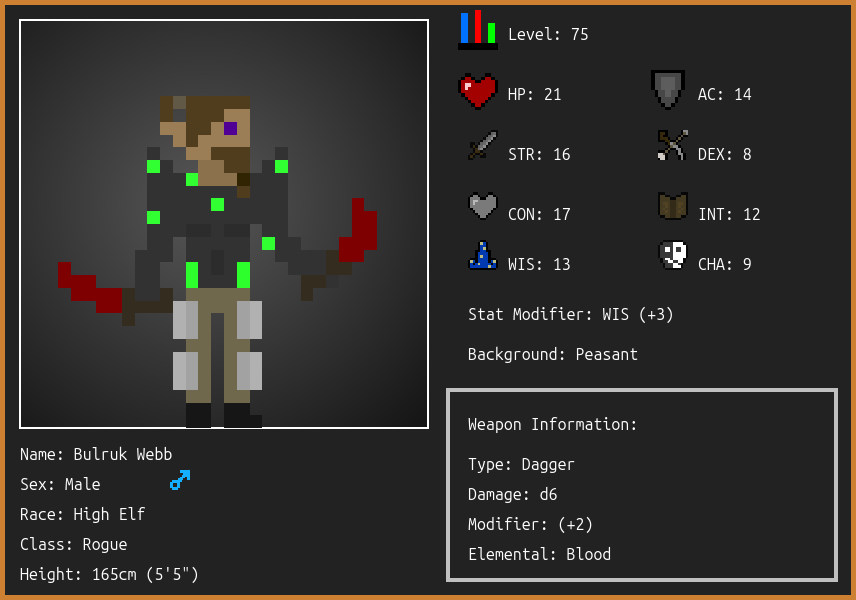 Level: 75
HP: 21
AC: 14
STR: 16
DEX: 8
CON: 17
INT: 12
WIS: 13
CHA: 9
Stat Modifier: WIS (+3)
Background: Peasant
Weapon Information:
Type: Dagger
Damage: d6
Modifier: (+2)
Elemental: Blood
Name: Bulruk Webb
Sex: Male
Race: High Elf
Class: Rogue
Height: 165cm (5'5")